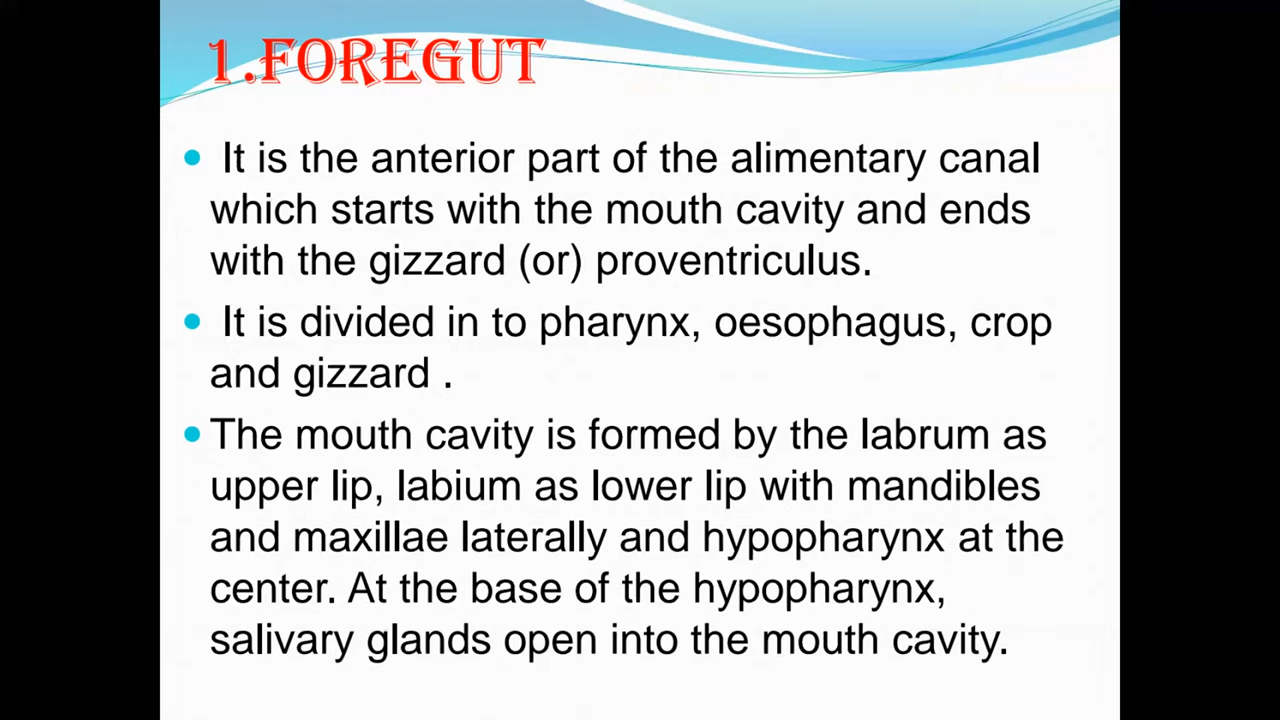 1.FOREGUT
It is the anterior part of the alimentary canal
which starts with the mouth cavity and ends
with the gizzard (or) proventriculus.
It is divided in to pharynx, oesophagus, crop
and gizzard .
The mouth cavity is formed by the labrum as
upper lip, labium as lower lip with mandibles
and maxillae laterally and hypopharynx at the
center. At the base of the hypopharynx,
salivary glands open into the mouth cavity.